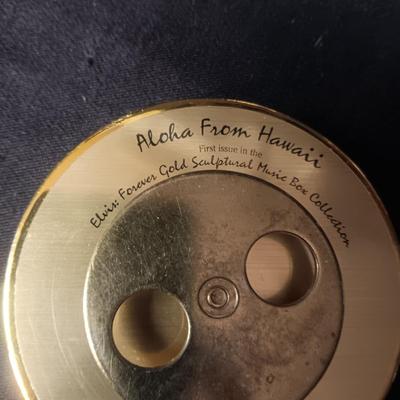 Aloha From Hawaii
First issue in the
Elvis: Forever Gold Sculptural Music Box Collection